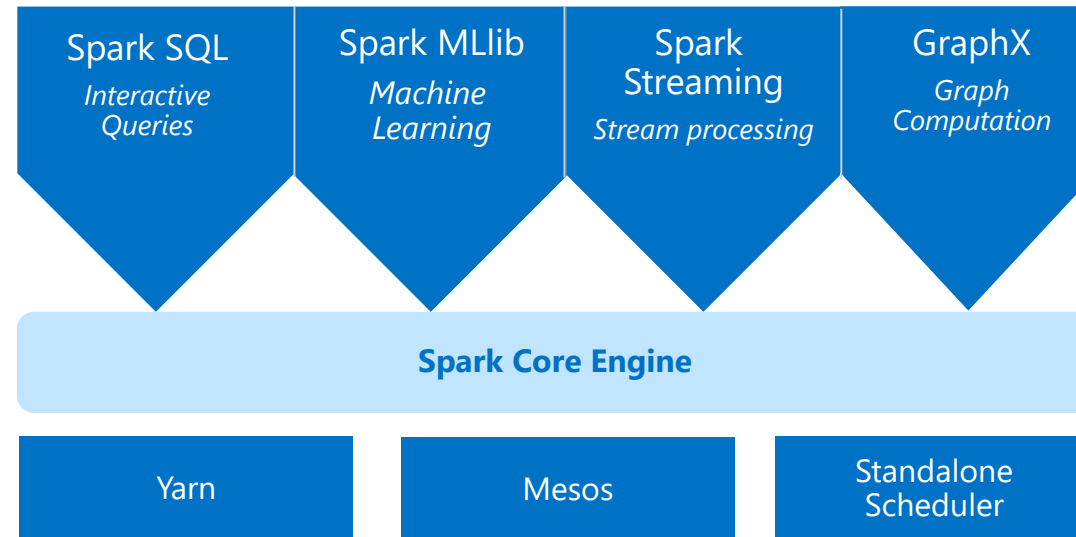 Spark SQL
Interactive
Queries
Spark MLlib
Machine
Learning
Spark
Streaming
Stream processing
GraphX
Graph
Computation
Spark Core Engine
Yarn
Mesos
Standalone
Scheduler